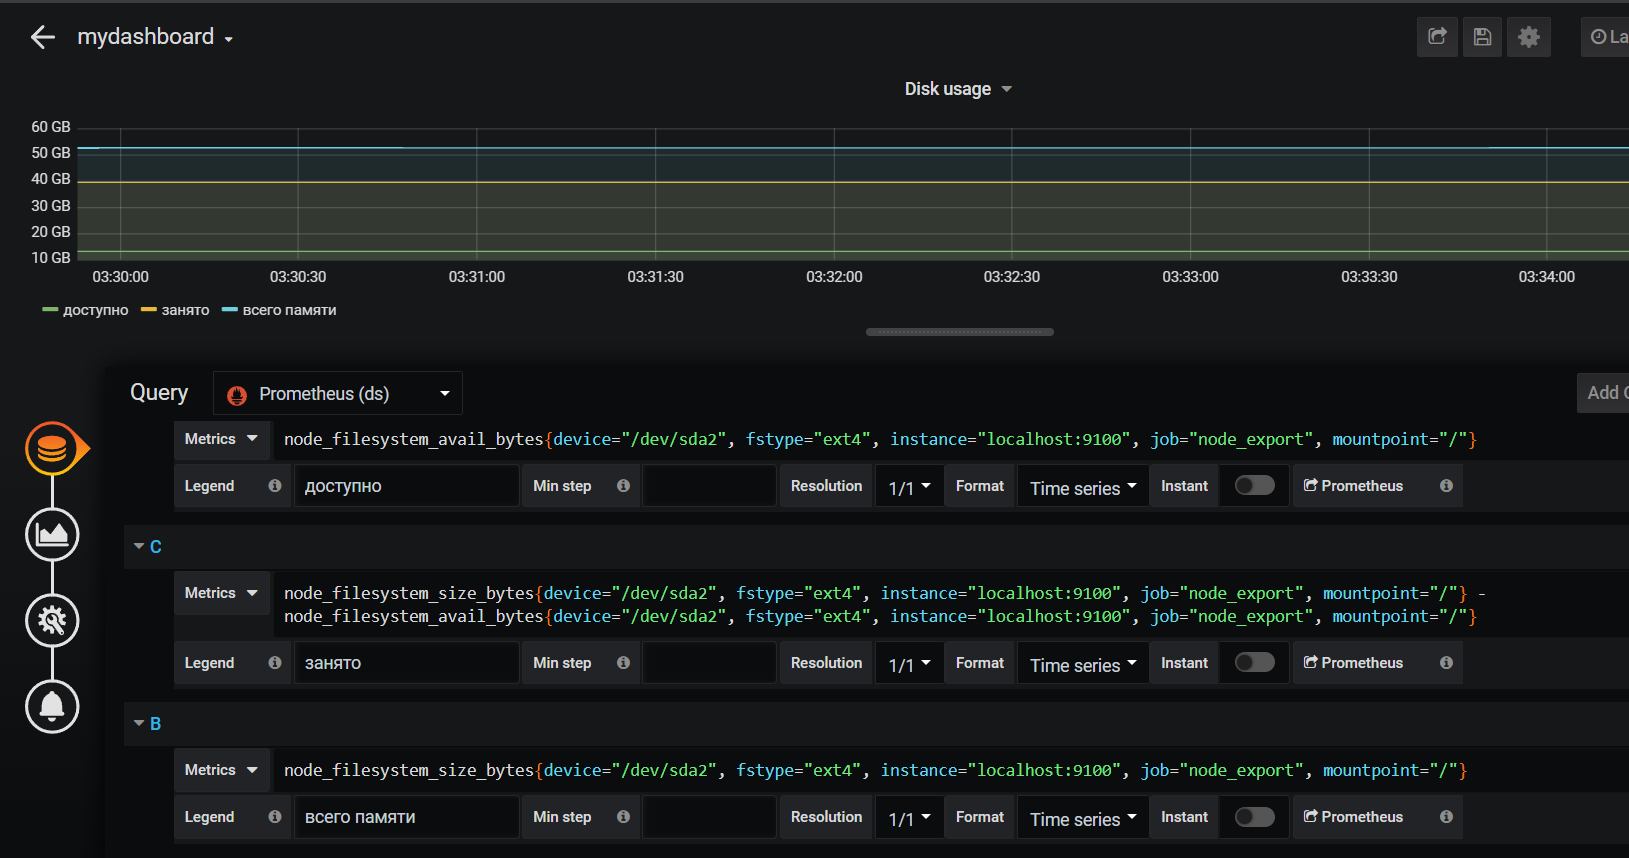 mydashboard
La
Disk usage
60 GB
50 GB
40 GB
30 GB
20 GB
10 GB
03:30:00 03:30:30 03:31:00 03:31:30 03:32:00 03:32:30 03:33:00 03:33:30 03:34:00
доступно занято всего памяти
Query Prometheus (ds) Add
Metrics node_filesystem_avail_bytes{device="/dev/sda2", fstype="ext4", instance="localhost:9100", job="node_export", mountpoint="/"}
Legend доступно Min step Resolution 1/1 Format Time series Instant Prometheus
C
Metrics node_filesystem_size_bytes{device="/dev/sda2", fstype="ext4", instance="localhost:9100", job="node_export", mountpoint="/"} -
node_filesystem_avail_bytes{device="/dev/sda2", fstype="ext4", instance="localhost:9100", job="node_export", mountpoint="/"}
Legend занято Min step Resolution 1/1 Format Time series Instant Prometheus
B
Metrics node_filesystem_size_bytes{device="/dev/sda2", fstype="ext4", instance="localhost:9100", job="node_export", mountpoint="/"}
Legend всего памяти Min step Resolution 1/1 Format Time series Instant Prometheus